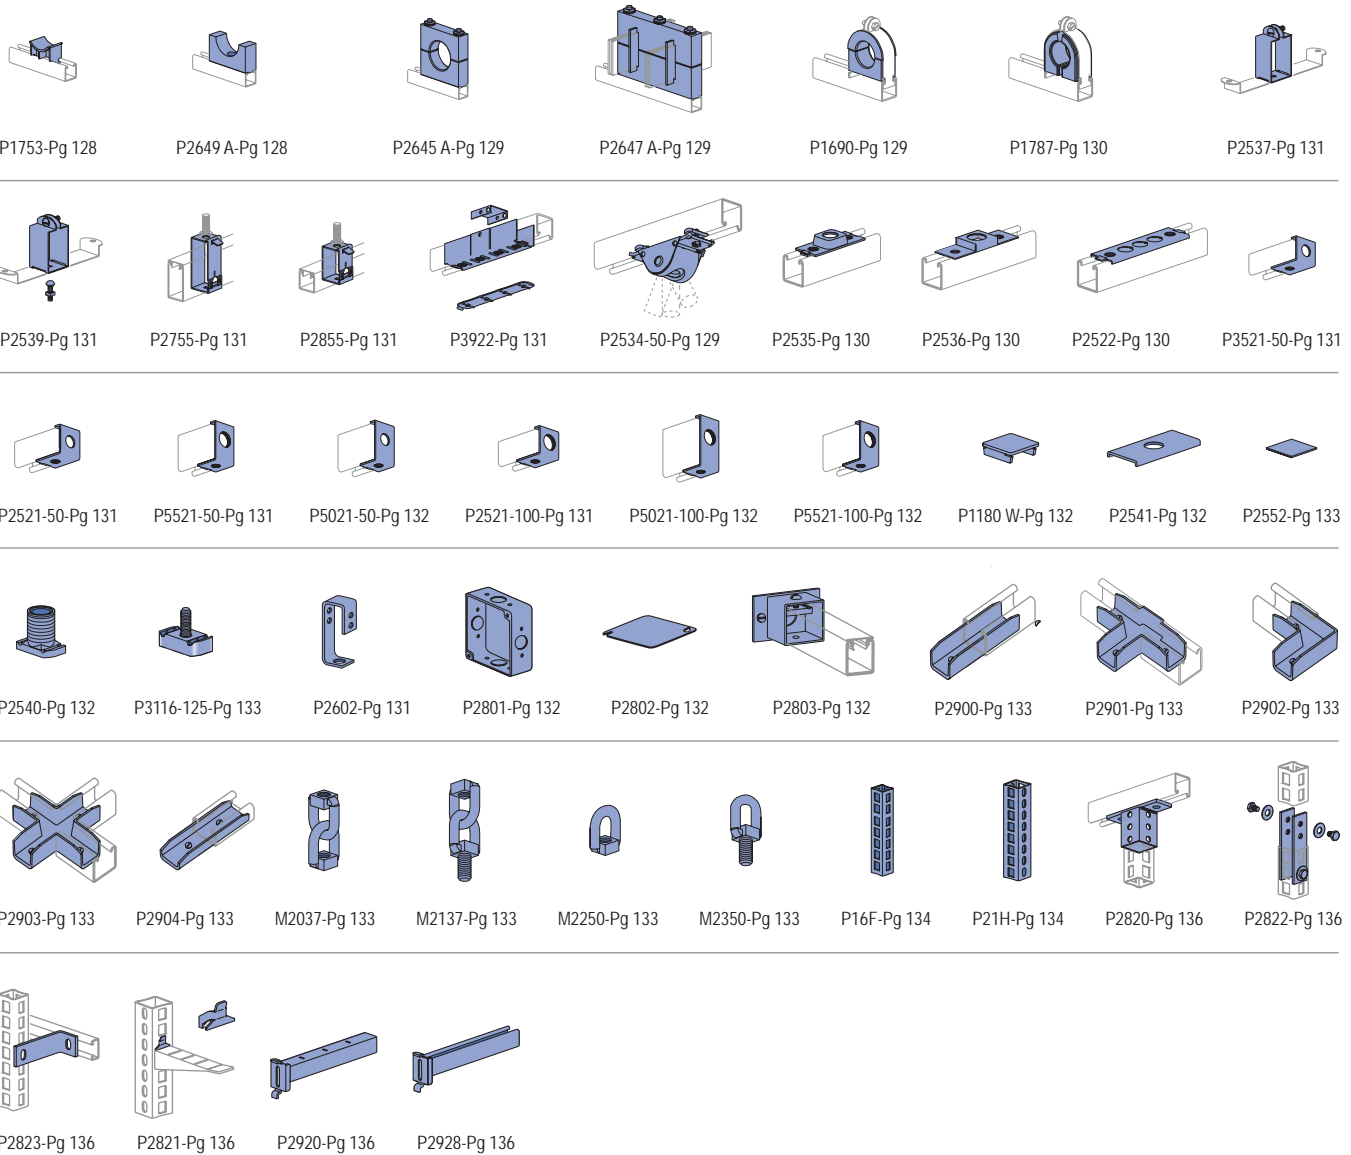 P1753-Pg 128 P2649 A-Pg 128 P2645 A-Pg 129 P2647 A-Pg 129 P1690-Pg 129 P1787-Pg 130 P2537-Pg 131
P2539-Pg 131 P2755-Pg 131 P2855-Pg 131 P3922-Pg 131 P2534-50-Pg 129 P2535-Pg 130 P2536-Pg 130 P2522-Pg 130 P3521-50-Pg 131
P2521-50-Pg 131 P5521-50-Pg 131 P5021-50-Pg 132 P2521-100-Pg 131 P5021-100-Pg 132 P5521-100-Pg 132 P1180 W-Pg 132 P2541-Pg 132 P2552-Pg 133
P2540-Pg 132 P3116-125-Pg 133 P2602-Pg 131 P2801-Pg 132 P2802-Pg 132 P2803-Pg 132 P2900-Pg 133 P2901-Pg 133 P2902-Pg 133
P2903-Pg 133 P2904-Pg 133 M2037-Pg 133 M2137-Pg 133 M2250-Pg 133 M2350-Pg 133 P16F-Pg 134 P21H-Pg 134 P2820-Pg 136 P2822-Pg 136
P2823-Pg 136 P2821-Pg 136 P2920-Pg 136 P2928-Pg 136